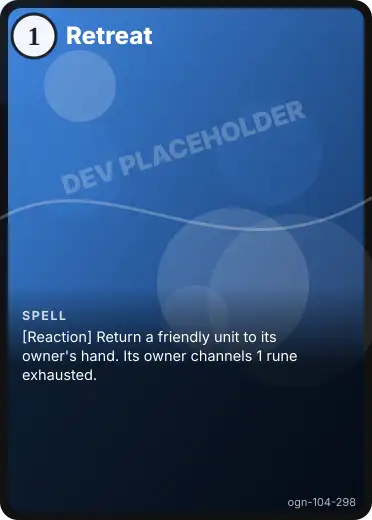 1 Retreat
DEV PLACEHOLDER
SPELL
[Reaction] Return a friendly unit to its
owner's hand. Its owner channels 1 rune
exhausted.
ogn-104-298